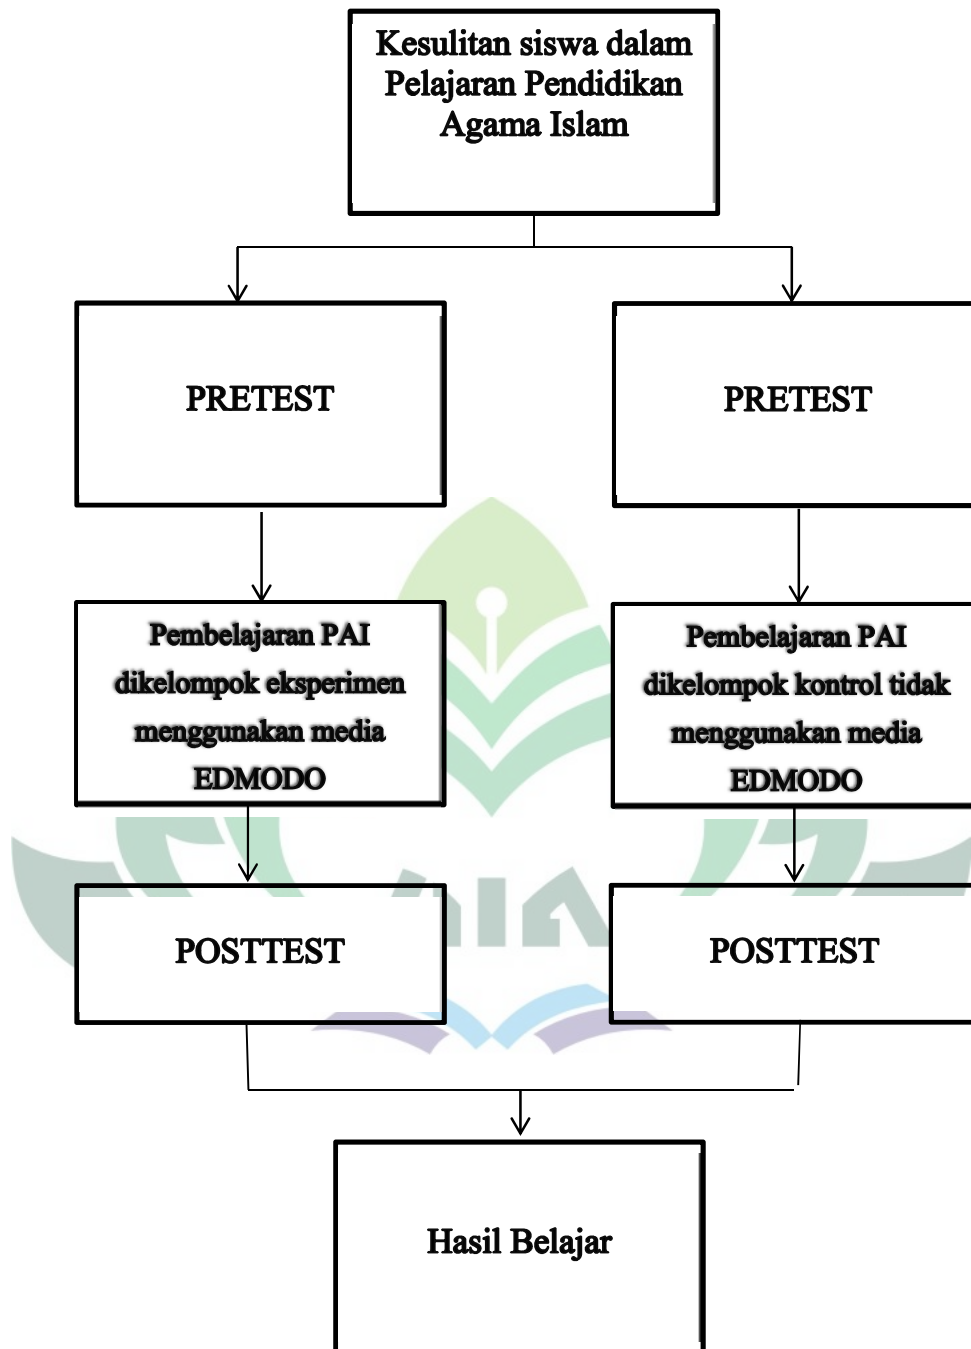 Kesulitan siswa dalam
Pelajaran Pendidikan
Agama Islam
PRETEST
PRETEST
Pembelajaran PAI
dikelompok eksperimen
menggunakan media
EDMODO
Pembelajaran PAI
dikelompok kontrol tidak
menggunakan media
EDMODO
POSTTEST
POSTTEST
Hasil Belajar